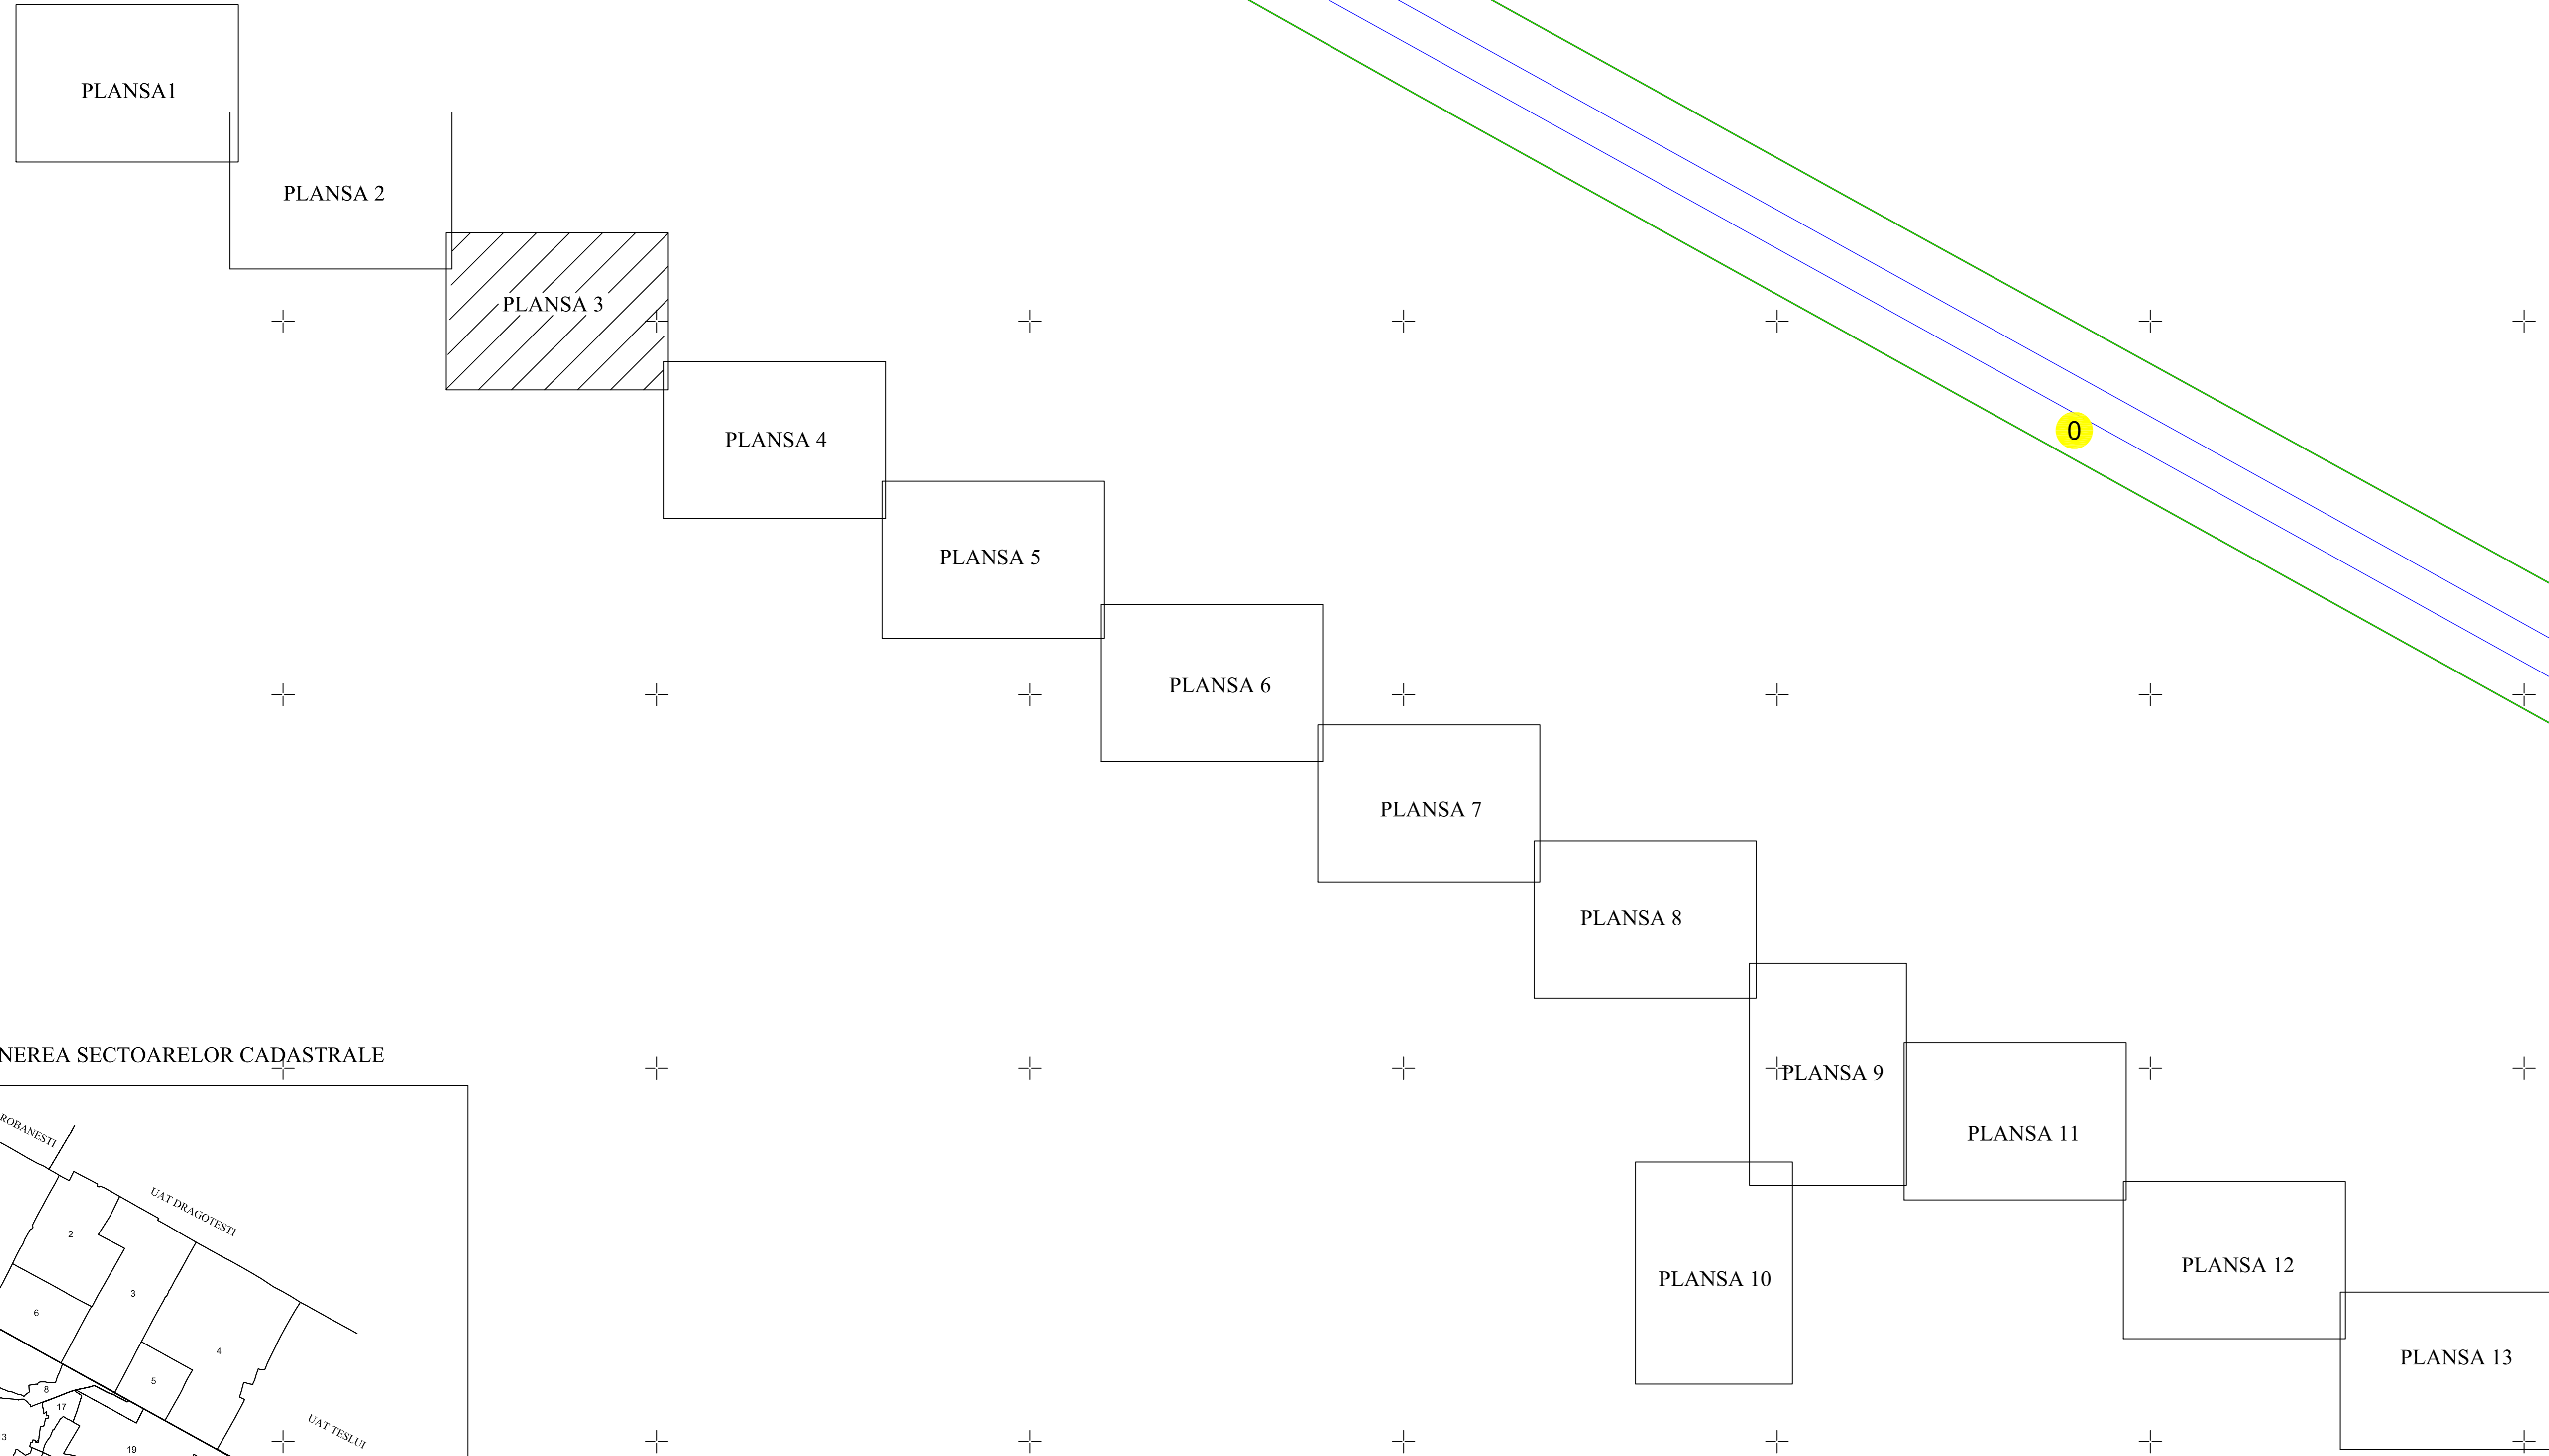 PLANSA1
PLANSA 2
PLANSA 3
PLANSA 4
0
PLANSA 5
PLANSA 6
PLANSA 7
PLANSA 8
PLANSA 9
PLANSA 11
PLANSA 10
PLANSA 12
PLANSA 13
NEREA SECTOARELOR CADASTRALE
ROBANESTI
UAT DRAGOTESTI
2
3
6
4
5
8
17
13
19
UAT TESLUI